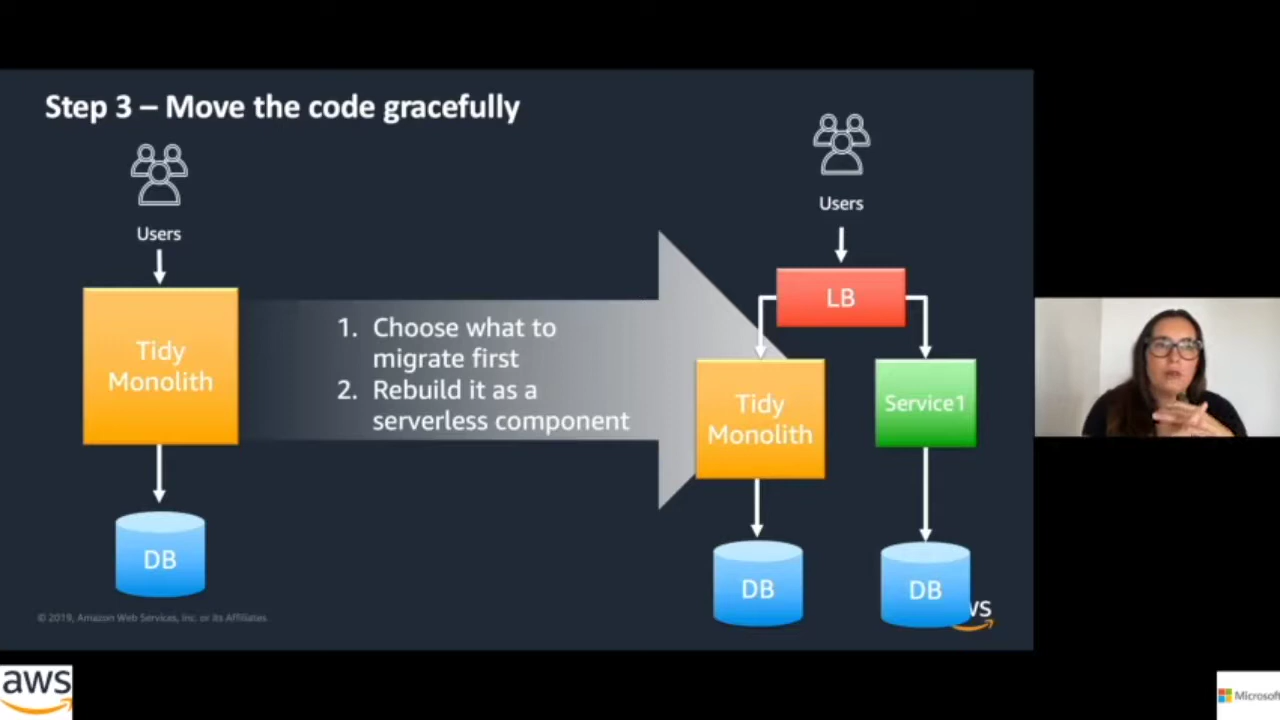 Step 3 – Move the code gracefully
Users
Tidy
Monolith
DB
1. Choose what to
migrate first
2. Rebuild it as a
serverless component
Users
LB
Tidy
Monolith
Service1
DB
DB
© 2019, Amazon Web Services, Inc. or its Affiliates.
aws
Microsoft